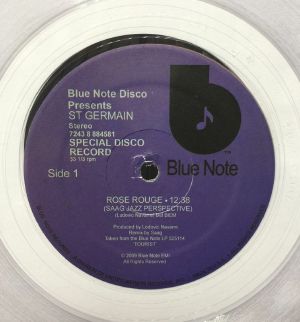 Blue Note Disco
Presents
ST GERMAIN
Stereo
7243 8 884581
SPECIAL DISCO
RECORD
33 1/3 rpm
Side 1
Blue Note
ROSE ROUGE - 12,38
(SAAG JAZZ PERSPECTIVE)
Produced by Ludovic Navarre
Remix by Saag
Taken from the Blue Note LP 525114
"TOURIST"
© 2009 Blue Note EMI
All Rights Reserved